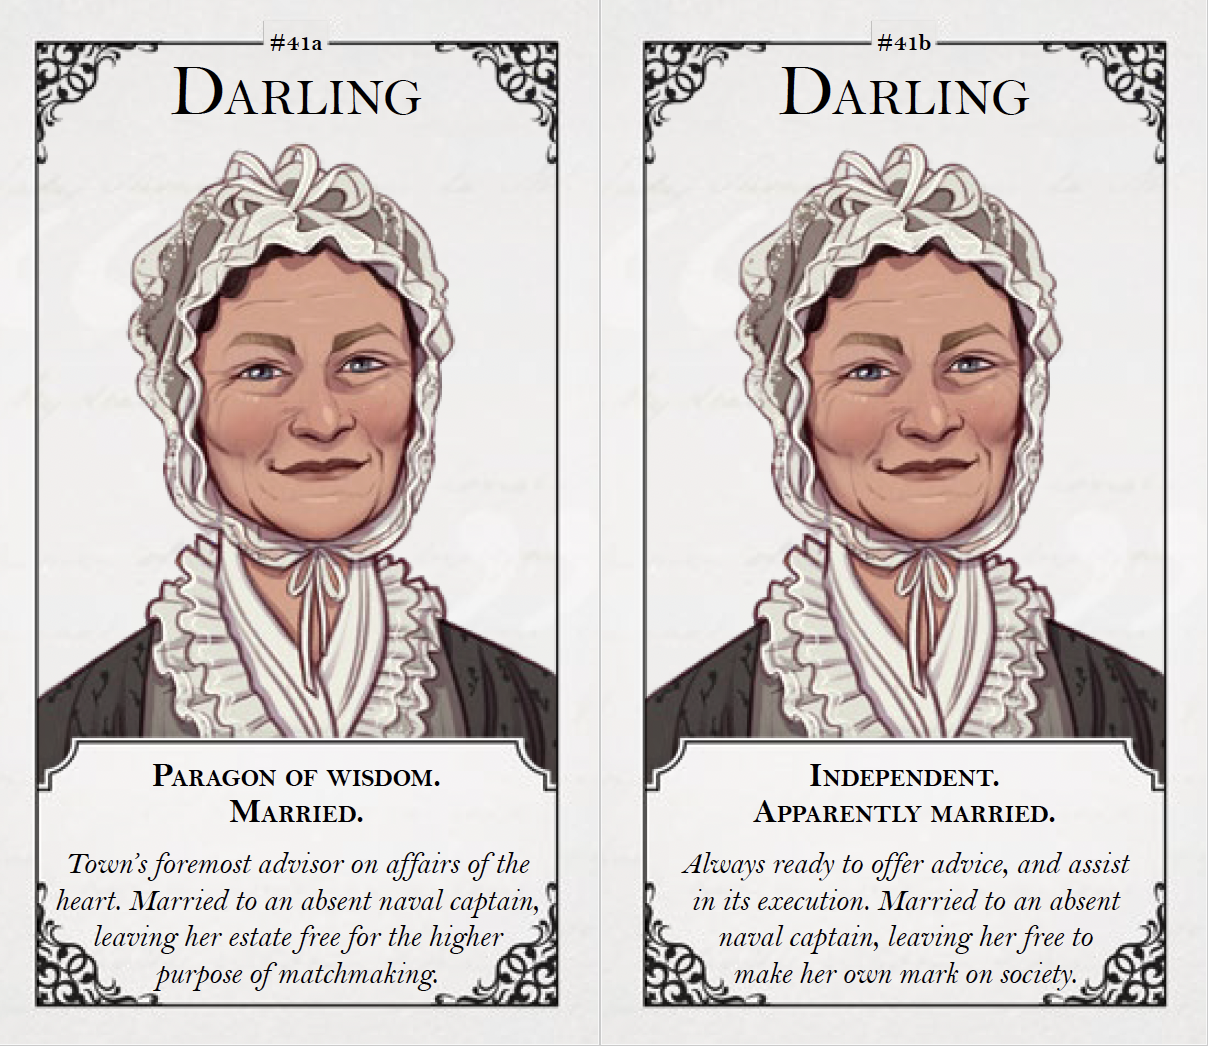 #41a
Darling
Paragon of wisdom.
Married.
Town's foremost advisor on affairs of the
heart. Married to an absent naval captain,
leaving her estate free for the higher
purpose of matchmaking.
#41b
Darling
Independent.
Apparently married.
Always ready to offer advice, and assist
in its execution. Married to an absent
naval captain, leaving her free to
make her own mark on society.